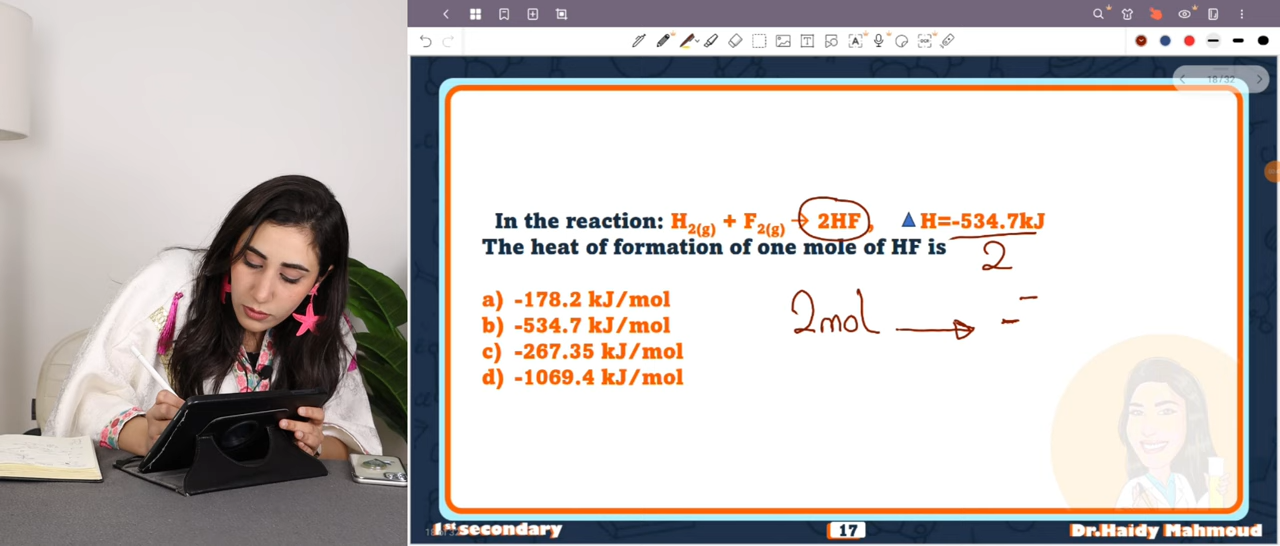 18/32
In the reaction: H2(g) + F2(g) → 2HF, ΔH=-534.7kJ
2
The heat of formation of one mole of HF is
a) -178.2 kJ/mol
b) -534.7 kJ/mol
c) -267.35 kJ/mol
d) -1069.4 kJ/mol
2mol → -
1st secondary
17
Dr.Haidy Mahmoud